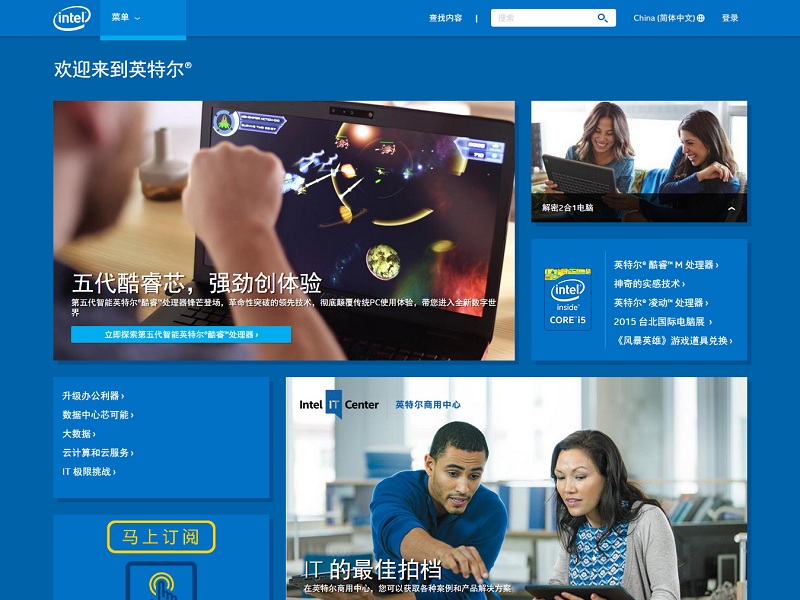 intel
菜单
查找内容
|
搜索
China (简体中文)
登录
欢迎来到英特尔®
五代酷睿芯，强劲创体验
第五代智能英特尔®酷睿™处理器锋芒登场，革命性突破的领先技术，彻底颠覆传统PC使用体验，带您进入全新数字世
界
立即探索第五代智能英特尔®酷睿™处理器 ›
解密2合1电脑
intel
inside™
CORE™i5
英特尔® 酷睿™ M 处理器 ›
神奇的实感技术 ›
英特尔® 凌动™ 处理器 ›
2015 台北国际电脑展 ›
《风暴英雄》游戏道具兑换 ›
升级办公利器 ›
数据中心芯可能 ›
大数据 ›
云计算和云服务 ›
IT 极限挑战 ›
马上订阅
Intel IT Center 英特尔商用中心
IT 的最佳拍档
在英特尔商用中心，您可以获取各种案例和产品解决方案